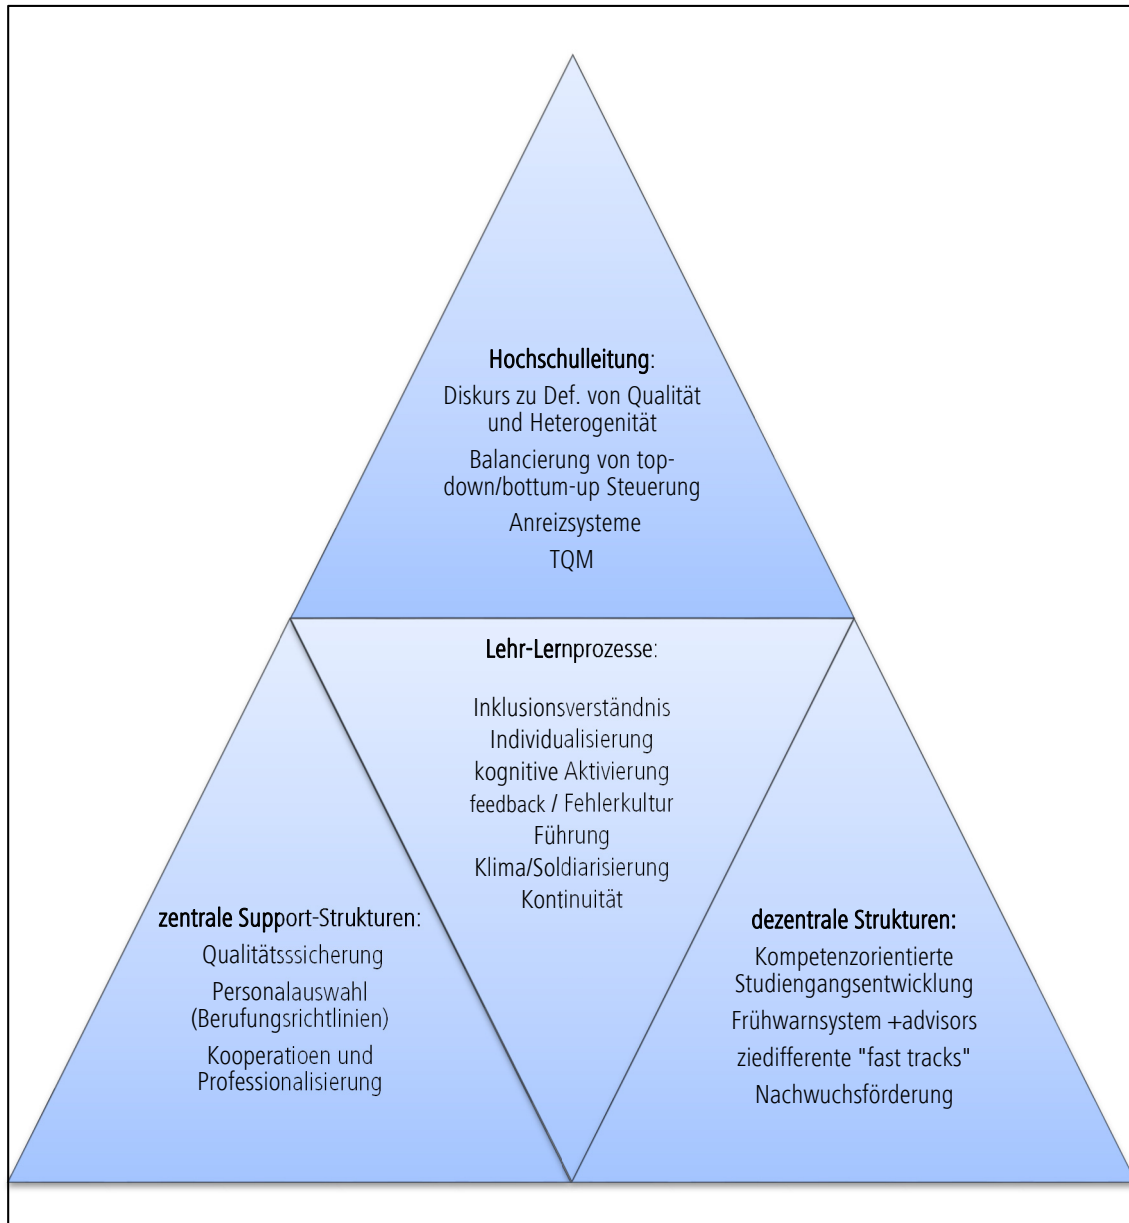 Hochschulleitung:
Diskurs zu Def. von Qualität
und Heterogenität
Balancierung von top-
down/bottum-up Steuerung
Anreizsysteme
TQM
Lehr-Lernprozesse:
Inklusionsverständnis
Individualisierung
kognitive Aktivierung
feedback / Fehlerkultur
Führung
Klima/Soldiarisierung
Kontinuität
zentrale Support-Strukturen:
Qualitätsssicherung
Personalauswahl
(Berufungsrichtlinien)
Kooperatioen und
Professionalisierung
dezentrale Strukturen:
Kompetenzorientierte
Studiengangsentwicklung
Frühwarnsystem +advisors
ziedifferente "fast tracks"
Nachwuchsförderung